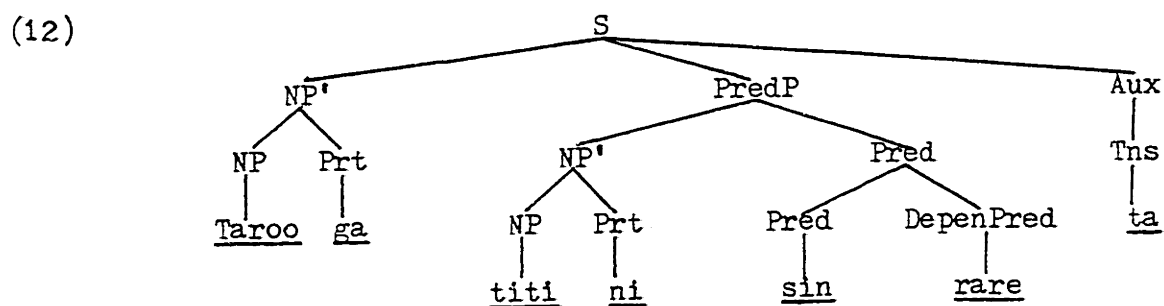 (12)
S
NP' PredP Aux
NP Prt NP' Pred Tns
Taroo ga NP Prt Pred DepenPred ta
titi ni sin rare